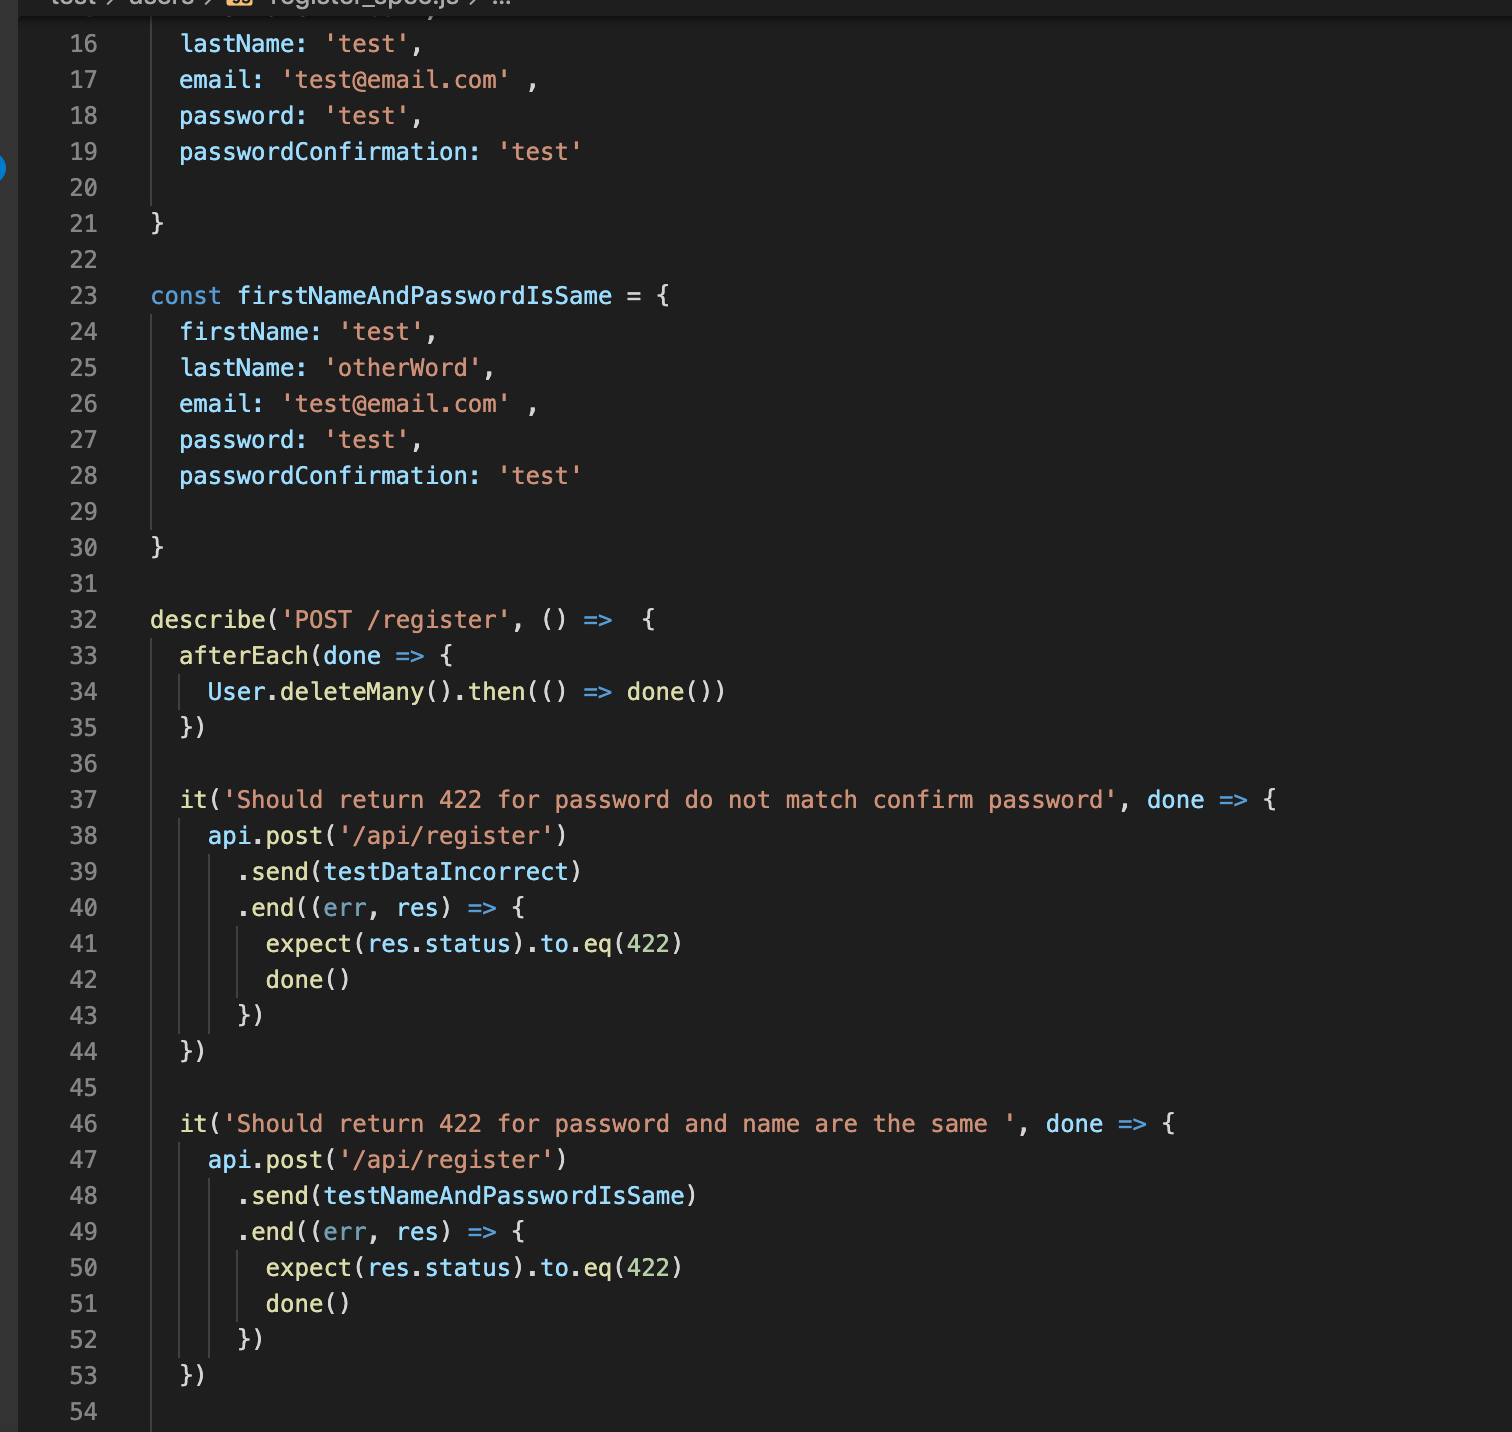 test > users > JS register_spec.js > ...
16 lastName: 'test',
17 email: 'test@email.com' ,
18 password: 'test',
19 passwordConfirmation: 'test'
20
21 }
22
23 const firstNameAndPasswordIsSame = {
24 firstName: 'test',
25 lastName: 'otherWord',
26 email: 'test@email.com' ,
27 password: 'test',
28 passwordConfirmation: 'test'
29
30 }
31
32 describe('POST /register', () =>  {
33 afterEach(done => {
34 User.deleteMany().then(() => done())
35 })
36
37 it('Should return 422 for password do not match confirm password', done => {
38 api.post('/api/register')
39 .send(testDataIncorrect)
40 .end((err, res) => {
41 expect(res.status).to.eq(422)
42 done()
43 })
44 })
45
46 it('Should return 422 for password and name are the same ', done => {
47 api.post('/api/register')
48 .send(testNameAndPasswordIsSame)
49 .end((err, res) => {
50 expect(res.status).to.eq(422)
51 done()
52 })
53 })
54